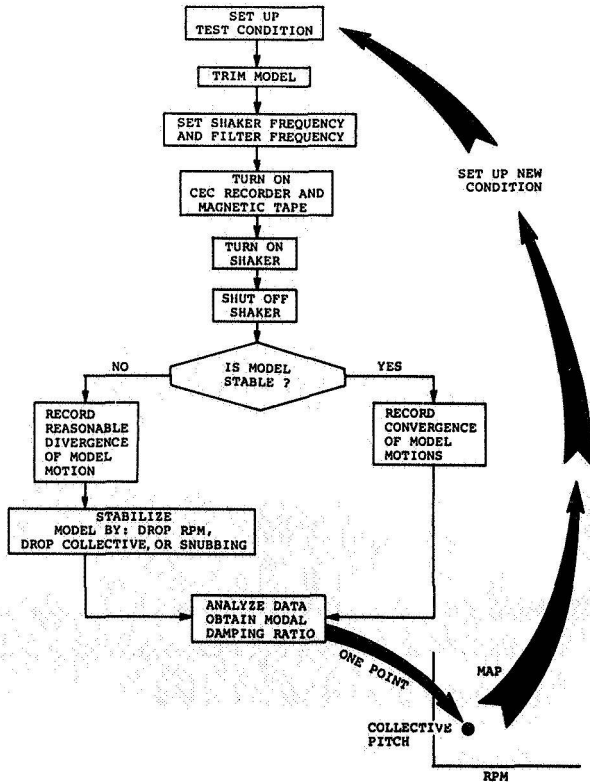 SET UP
TEST CONDITION
TRIM MODEL
SET SHAKER FREQUENCY
AND FILTER FREQUENCY
TURN ON
CEC RECORDER AND
MAGNETIC TAPE
TURN ON
SHAKER
SHUT OFF
SHAKER
IS MODEL
STABLE ?
NO
YES
RECORD
REASONABLE
DIVERGENCE
OF MODEL
MOTION
RECORD
CONVERGENCE
OF MODEL
MOTIONS
STABILIZE
MODEL BY: DROP RPM,
DROP COLLECTIVE, OR SNUBBING
ANALYZE DATA
OBTAIN MODAL
DAMPING RATIO
ONE POINT
MAP
COLLECTIVE
PITCH
RPM
SET UP NEW
CONDITION